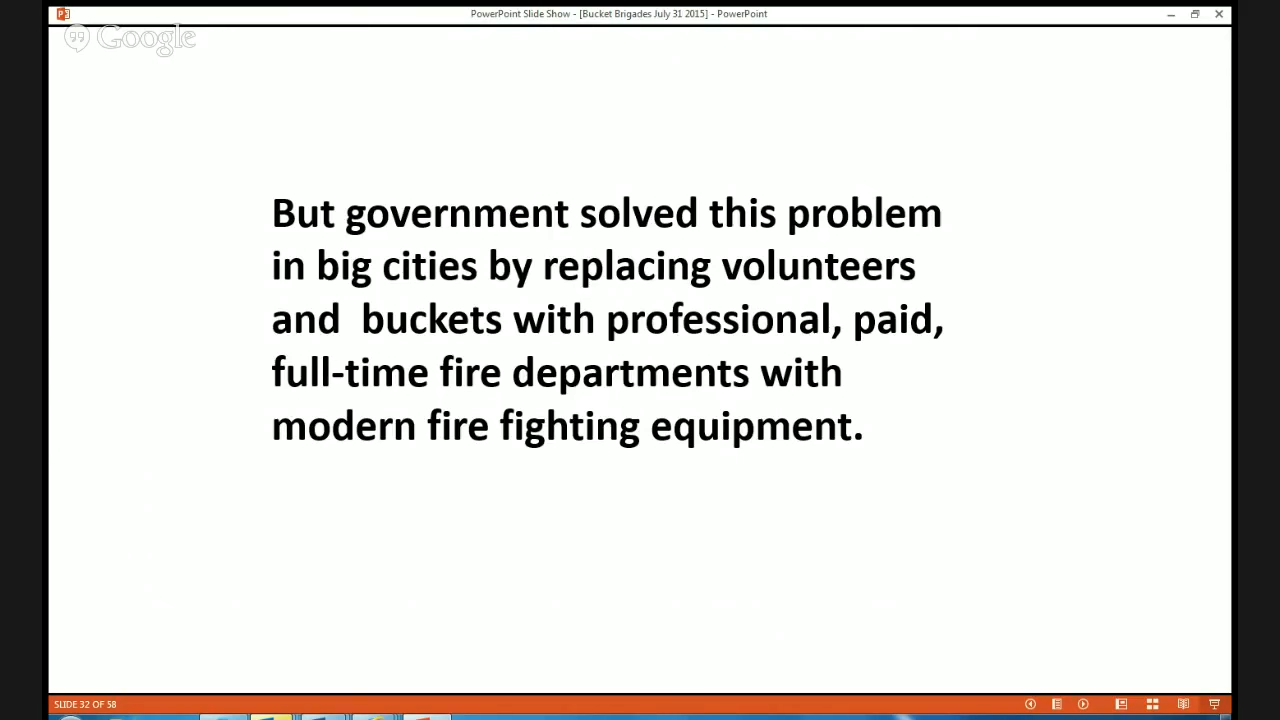 PowerPoint Slide Show - [Bucket Brigades July 31 2015] - PowerPoint
Google
But government solved this problem
in big cities by replacing volunteers
and  buckets with professional, paid,
full-time fire departments with
modern fire fighting equipment.
SLIDE 32 OF 58